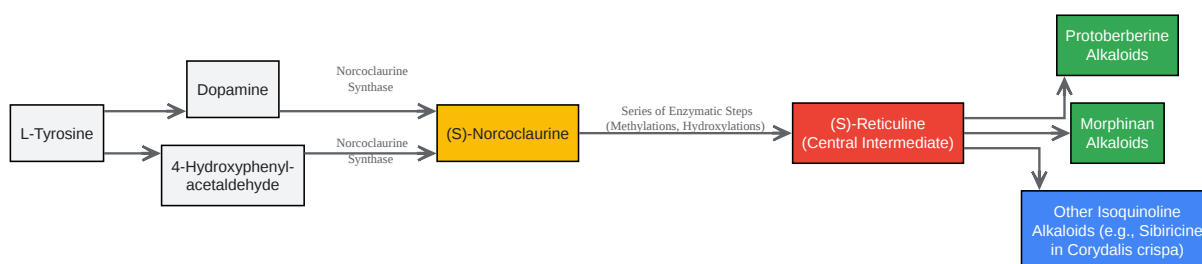 L-Tyrosine
Dopamine
4-Hydroxyphenyl-
acetaldehyde
Norcoclaurine
Synthase
Norcoclaurine
Synthase
(S)-Norcoclaurine
Series of Enzymatic Steps
(Methylations, Hydroxylations)
(S)-Reticuline
(Central Intermediate)
Protoberberine
Alkaloids
Morphinan
Alkaloids
Other Isoquinoline
Alkaloids (e.g., Sibiricine
in Corydalis crispa)